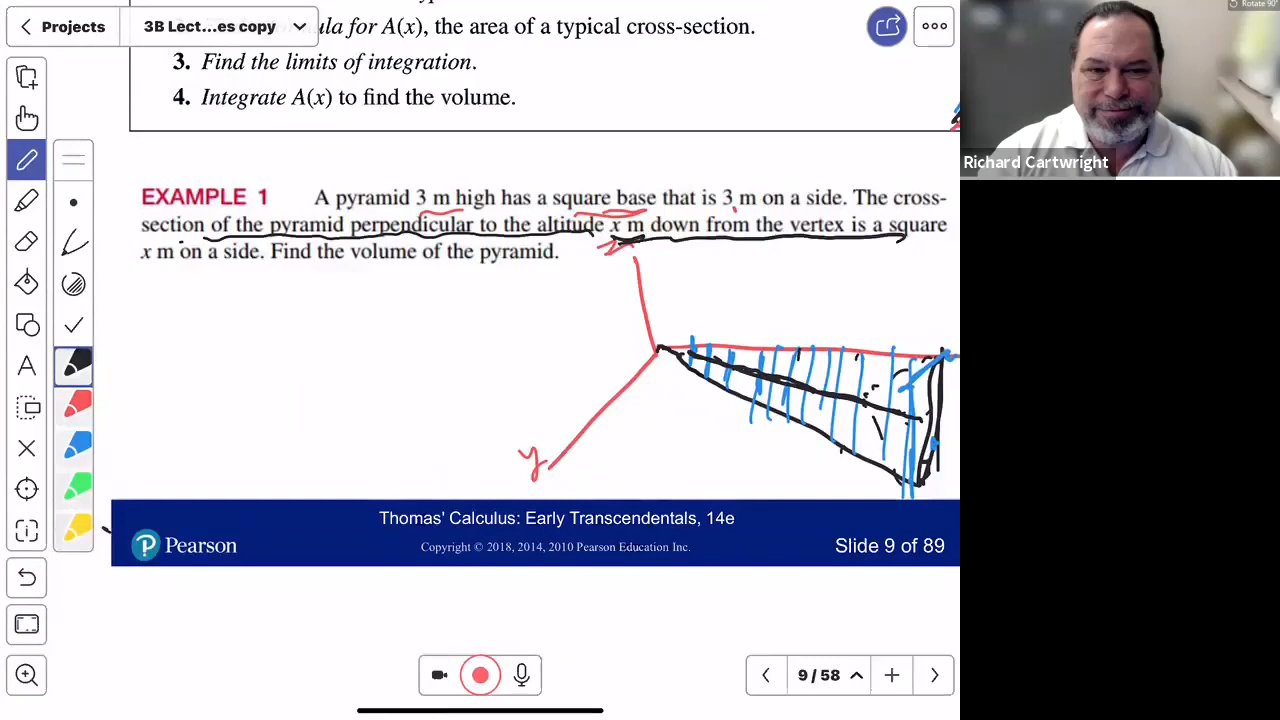 Projects
3B Lect...es copy
ula for A(x), the area of a typical cross-section.
3. Find the limits of integration.
4. Integrate A(x) to find the volume.
Rotate 90°
Richard Cartwright
EXAMPLE 1 A pyramid 3 m high has a square base that is 3 m on a side. The cross-
section of the pyramid perpendicular to the altitude x m down from the vertex is a square
x m on a side. Find the volume of the pyramid.
y
Thomas' Calculus: Early Transcendentals, 14e
Pearson
Copyright © 2018, 2014, 2010 Pearson Education Inc.
Slide 9 of 89
A
9 / 58